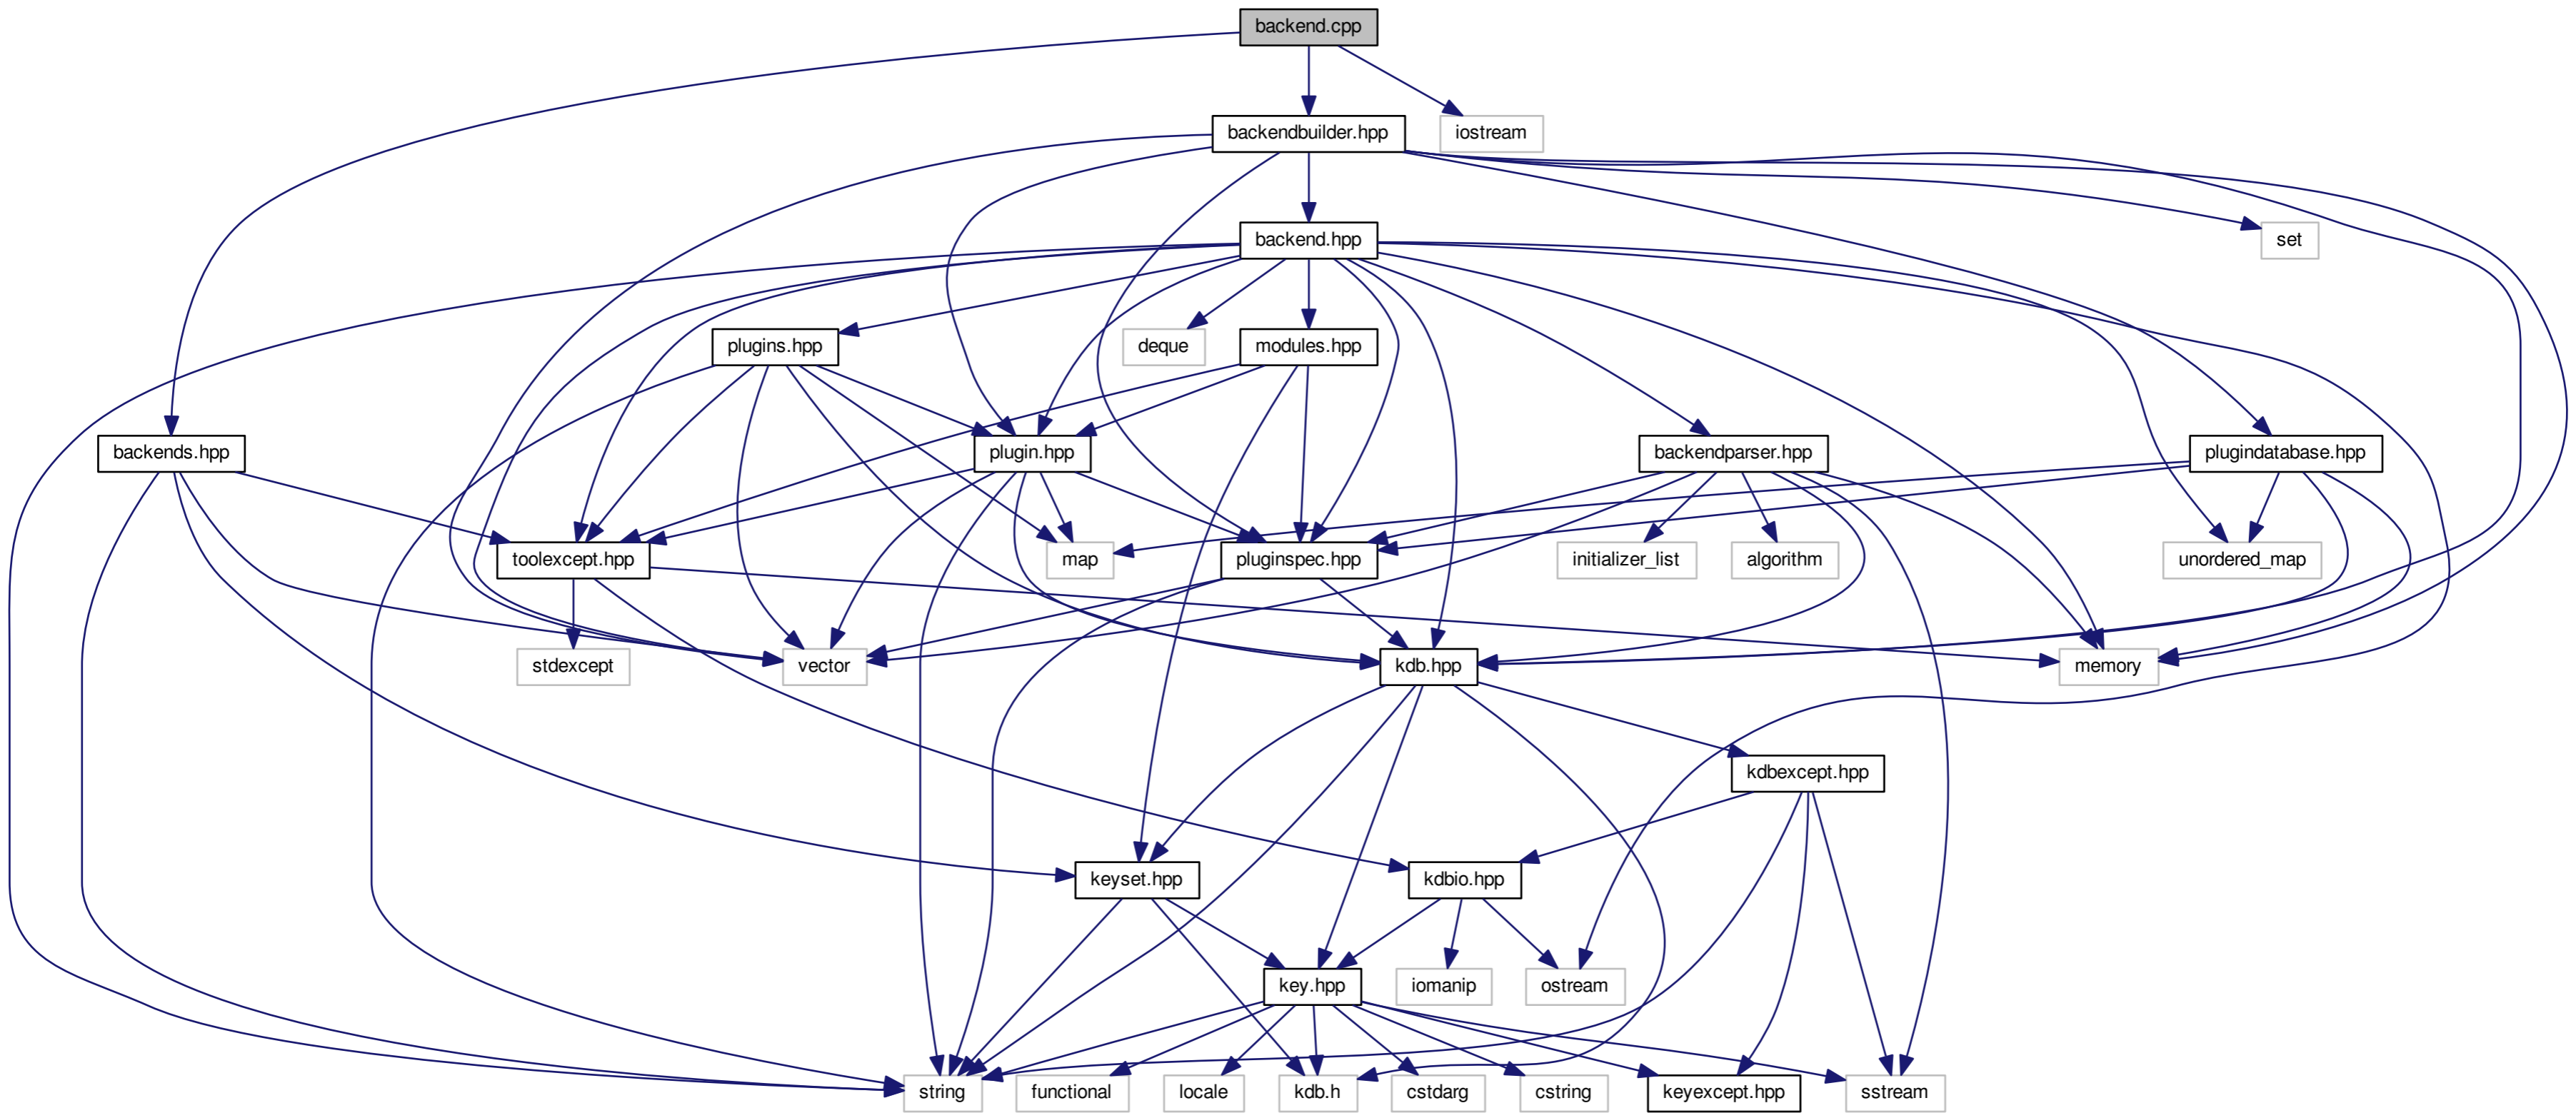 backend.cpp
backendbuilder.hpp
iostream
backend.hpp
set
plugins.hpp
deque
modules.hpp
backends.hpp
plugin.hpp
backendparser.hpp
plugindatabase.hpp
toolexcept.hpp
map
pluginspec.hpp
initializer_list
algorithm
unordered_map
stdexcept
vector
kdb.hpp
memory
kdbexcept.hpp
keyset.hpp
kdbio.hpp
key.hpp
iomanip
ostream
string
functional
locale
kdb.h
cstdarg
cstring
keyexcept.hpp
sstream